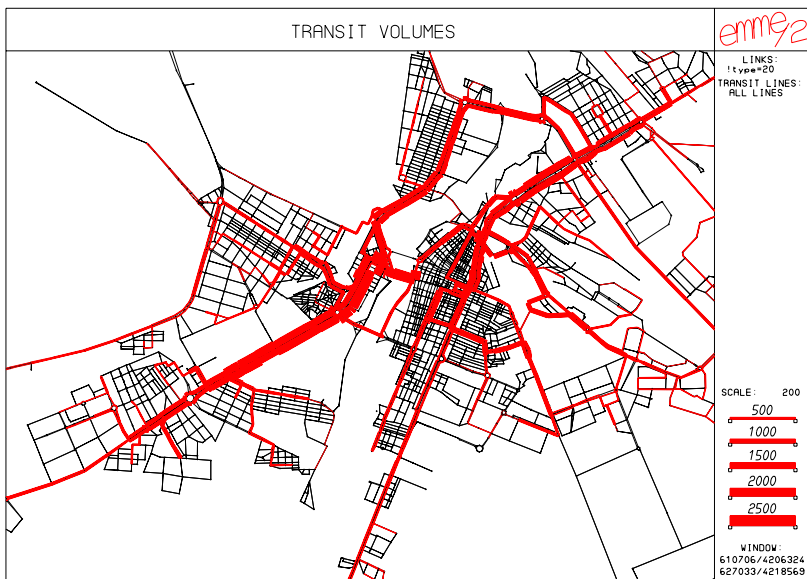 TRANSIT VOLUMES
emme/2
LINKS:
!type=20
TRANSIT LINES:
ALL LINES
SCALE: 200
500
1000
1500
2000
2500
WINDOW:
610706/4206324
627033/4218569